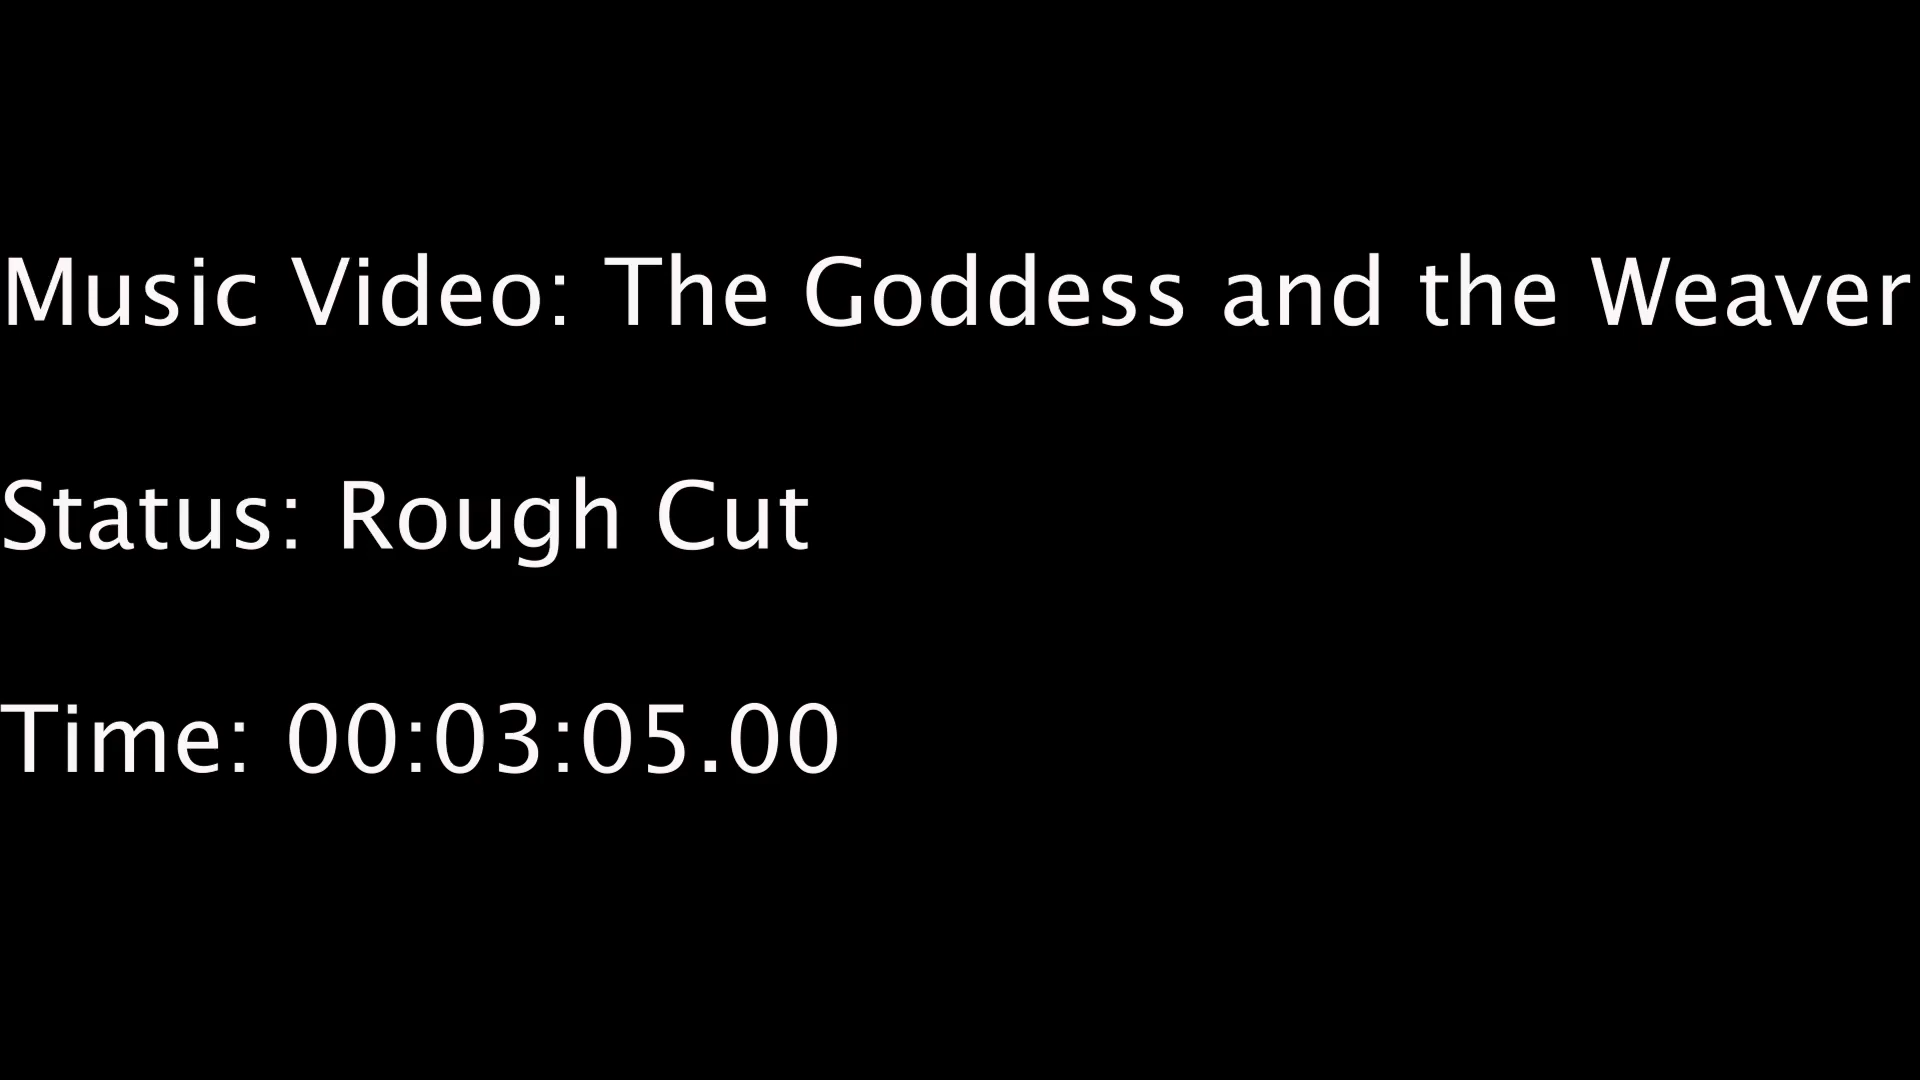 Music Video: The Goddess and the Weaver
Status: Rough Cut
Time: 00:03:05.00